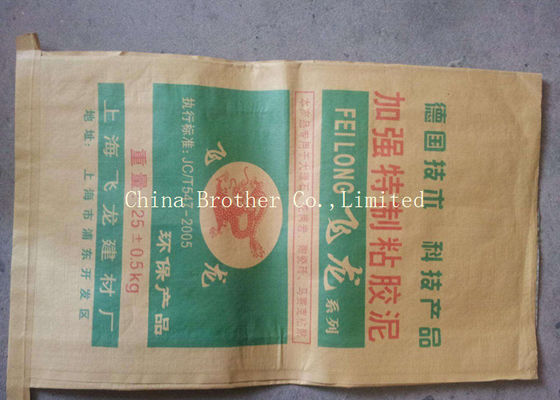 德国技术 科技产品
加强特制粘胶泥
FEILONG 飞龙 系列
飞龙
执行标准: JC/T547-2005
环保产品
重量: 25±0.5kg
上海飞龙建材厂
地址: 上海市浦东开发区
China Brother Co.,Limited